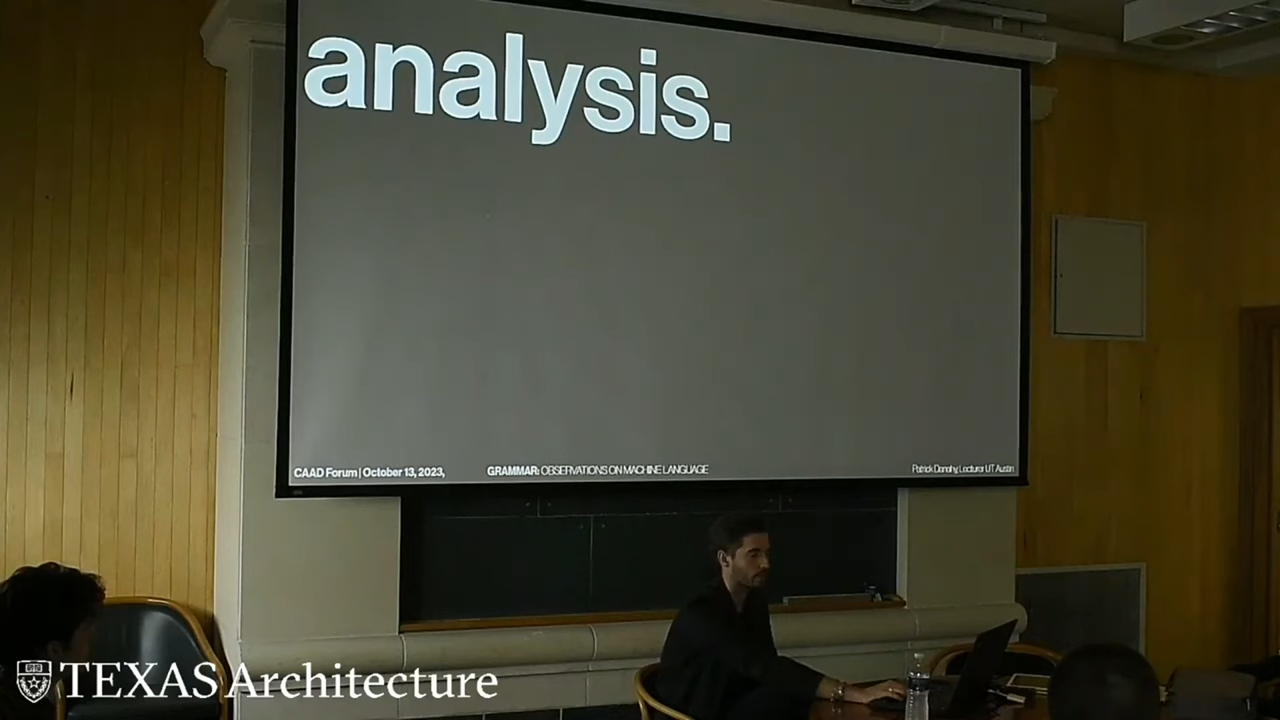 analysis.
CAAD Forum | October 13, 2023,
GRAMMAR: OBSERVATIONS ON MACHINE LANGUAGE
Patrick Danahy, Lecturer UT Austin
TEXAS Architecture